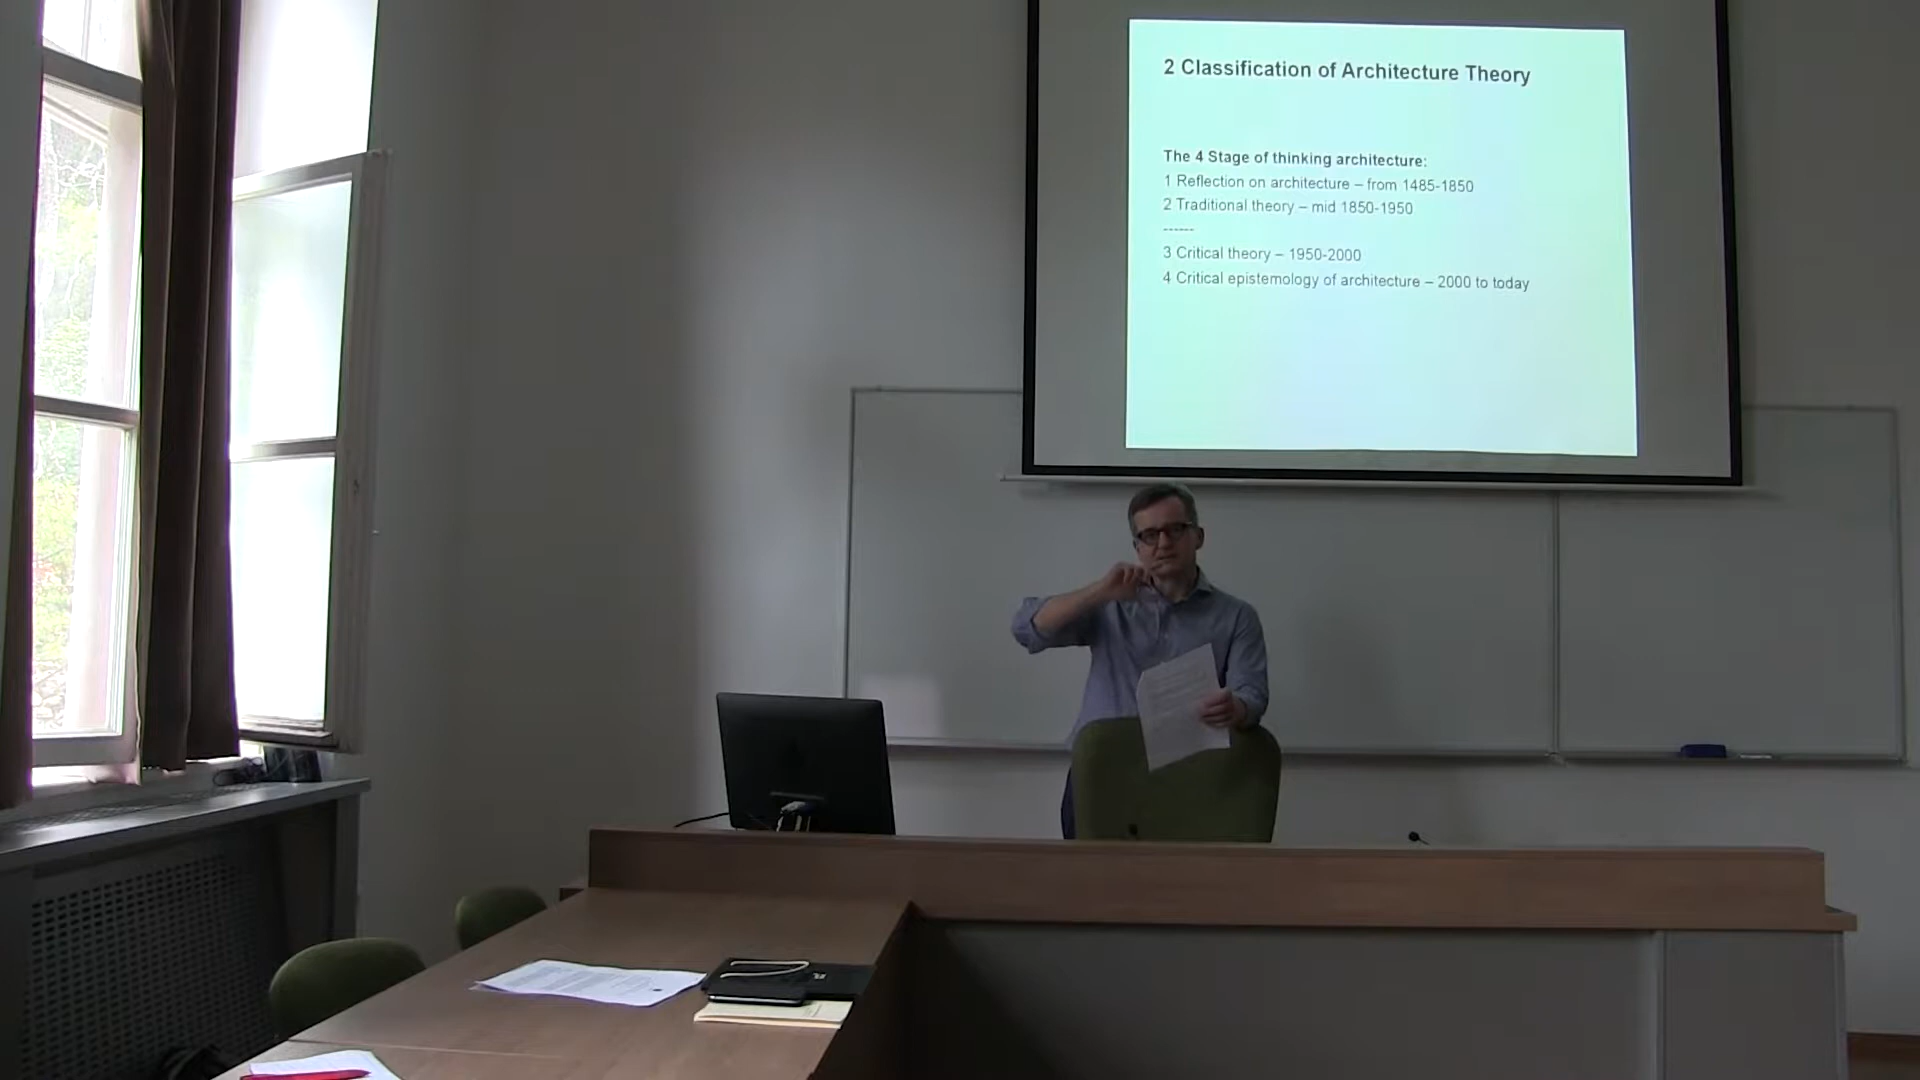 2 Classification of Architecture Theory
The 4 Stage of thinking architecture:
1 Reflection on architecture – from 1485-1850
2 Traditional theory – mid 1850-1950
------
3 Critical theory – 1950-2000
4 Critical epistemology of architecture – 2000 to today